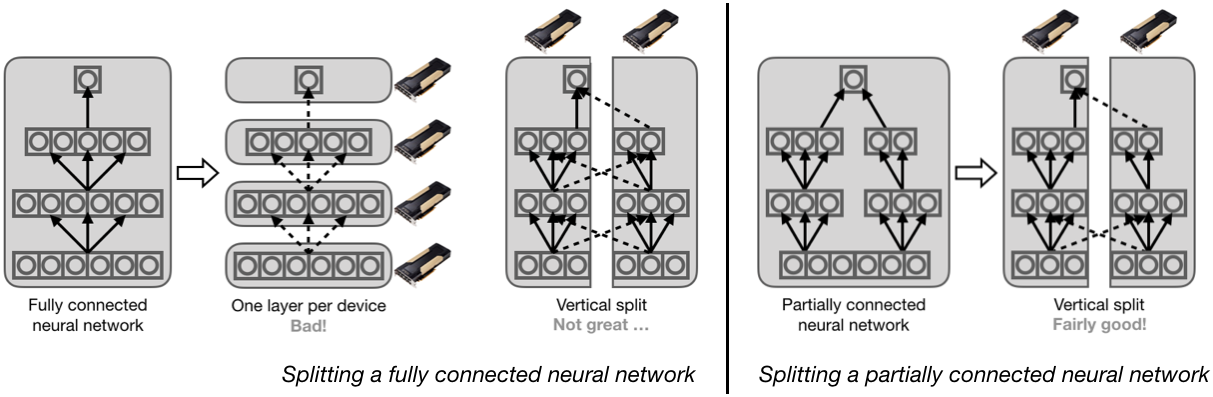 Fully connected
neural network
One layer per device
Bad!
Vertical split
Not great ...
Splitting a fully connected neural network
Partially connected
neural network
Vertical split
Fairly good!
Splitting a partially connected neural network